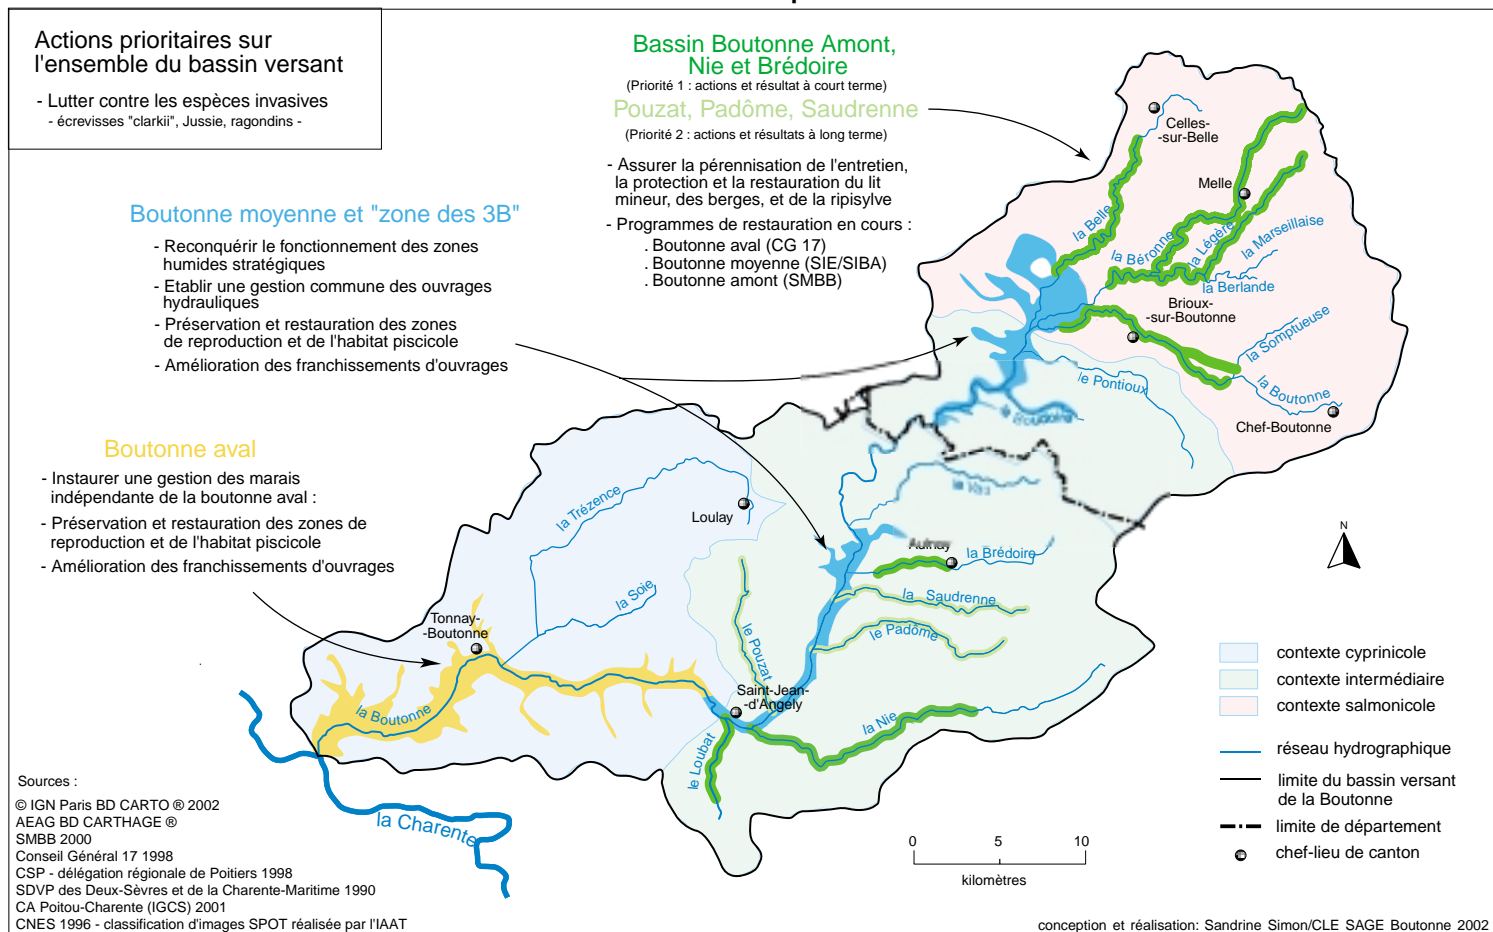 Actions prioritaires sur
l'ensemble du bassin versant
- Lutter contre les espèces invasives
- écrevisses "clarkii", Jussie, ragondins -
Bassin Boutonne Amont,
Nie et Brédoire
(Priorité 1 : actions et résultat à court terme)
Pouzat, Padôme, Saudrenne
(Priorité 2 : actions et résultats à long terme)
- Assurer la pérennisation de l'entretien,
la protection et la restauration du lit
mineur, des berges, et de la ripisylve
- Programmes de restauration en cours :
. Boutonne aval (CG 17)
. Boutonne moyenne (SIE/SIBA)
. Boutonne amont (SMBB)
Boutonne moyenne et "zone des 3B"
- Reconquérir le fonctionnement des zones
humides stratégiques
- Etablir une gestion commune des ouvrages
hydrauliques
- Préservation et restauration des zones
de reproduction et de l'habitat piscicole
- Amélioration des franchissements d'ouvrages
Boutonne aval
- Instaurer une gestion des marais
indépendante de la boutonne aval :
- Préservation et restauration des zones de
reproduction et de l'habitat piscicole
- Amélioration des franchissements d'ouvrages
Celles-
-sur-Belle
Melle
la Belle
la Béronne
la Légère
la Marseillaise
la Berlande
Brioux-
-sur-Boutonne
la Somptueuse
la Boutonne
Chef-Boutonne
le Pontioux
la Trézence
Loulay
la Soie
Aulnay
la Brédoire
la Saudrenne
le Padôme
le Pouzat
Tonnay-
-Boutonne
Saint-Jean-
-d'Angely
la Boutonne
la Nie
le Loubat
la Charente
N
contexte cyprinicole
contexte intermédiaire
contexte salmonicole
réseau hydrographique
limite du bassin versant
de la Boutonne
limite de département
chef-lieu de canton
0 5 10
kilomètres
Sources :
© IGN Paris BD CARTO ® 2002
AEAG BD CARTHAGE ®
SMBB 2000
Conseil Général 17 1998
CSP - délégation régionale de Poitiers 1998
SDVP des Deux-Sèvres et de la Charente-Maritime 1990
CA Poitou-Charente (IGCS) 2001
CNES 1996 - classification d'images SPOT réalisée par l'IAAT
conception et réalisation: Sandrine Simon/CLE SAGE Boutonne 2002